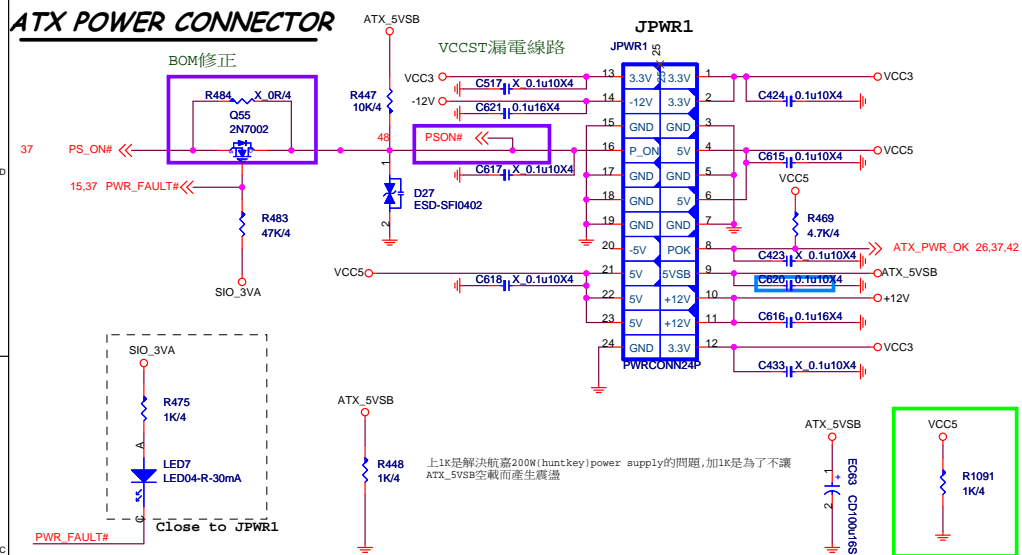 ATX POWER CONNECTOR
BOM修正
R484 X_0R/4
Q55
2N7002
37 PS_ON#
15,37 PWR_FAULT#
R483
47K/4
SIO_3VA
ATX_5VSB
R447
10K/4
VCCST漏電線路
48
PSON#
1
D27
ESD-SFI0402
2
JPWR1
JPWR1
25
VCC3
C517 X_0.1u10X4
-12V
C621 0.1u16X4
C617 X_0.1u10X4
VCC5
C618 X_0.1u10X4
13 3.3V 3.3V 1
14 -12V 3.3V 2
15 GND GND 3
16 P_ON 5V 4
17 GND GND 5
18 GND 5V 6
19 GND GND 7
20 -5V POK 8
21 5V 5VSB 9
22 5V +12V 10
23 5V +12V 11
24 GND 3.3V 12
PWRCONN24P
VCC3
C424 0.1u10X4
VCC5
C615 0.1u10X4
VCC5
R469
4.7K/4
ATX_PWR_OK 26,37,42
C423 X_0.1u10X4
ATX_5VSB
C620 0.1u10X4
+12V
C616 0.1u16X4
VCC3
C433 X_0.1u10X4
D
SIO_3VA
R475
1K/4
A
LED7
LED04-R-30mA
C
Close to JPWR1
PWR_FAULT#
C
ATX_5VSB
R448
1K/4
上1K是解決航嘉200W(huntkey)power supply的問題,加1K是為了不讓
ATX_5VSB空載而產生震盪
ATX_5VSB
1
+
2
EC63 CD100u16S
VCC5
R1091
1K/4